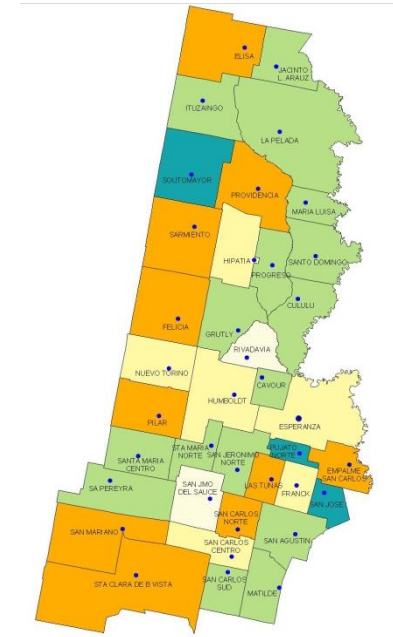 ELISA
JACINTO
L. ARAUZ
ITUZAINGO
LA PELADA
SOUTOMAYOR
PROVIDENCIA
MARIA LUISA
SARMIENTO
HIPATIA
SANTO DOMINGO
PROGRESO
CULULU
FELICIA
GRUTLY
RIVADAVIA
NUEVO TORINO
CAVOUR
HUMBOLDT
PILAR
ESPERANZA
STA MARIA
NORTE
SAN JERONIMO
NORTE
PUJATO
NORTE
SANTA MARIA
CENTRO
EMPALME
SAN CARLOS
SA PEREYRA
SAN JMO
DEL SAUCE
LAS TUNAS
FRANCK
SAN JOSE
SAN CARLOS
NORTE
SAN MARIANO
SAN CARLOS
CENTRO
SAN AGUSTIN
STA CLARA DE B VISTA
SAN CARLOS
SUD
MATILDE